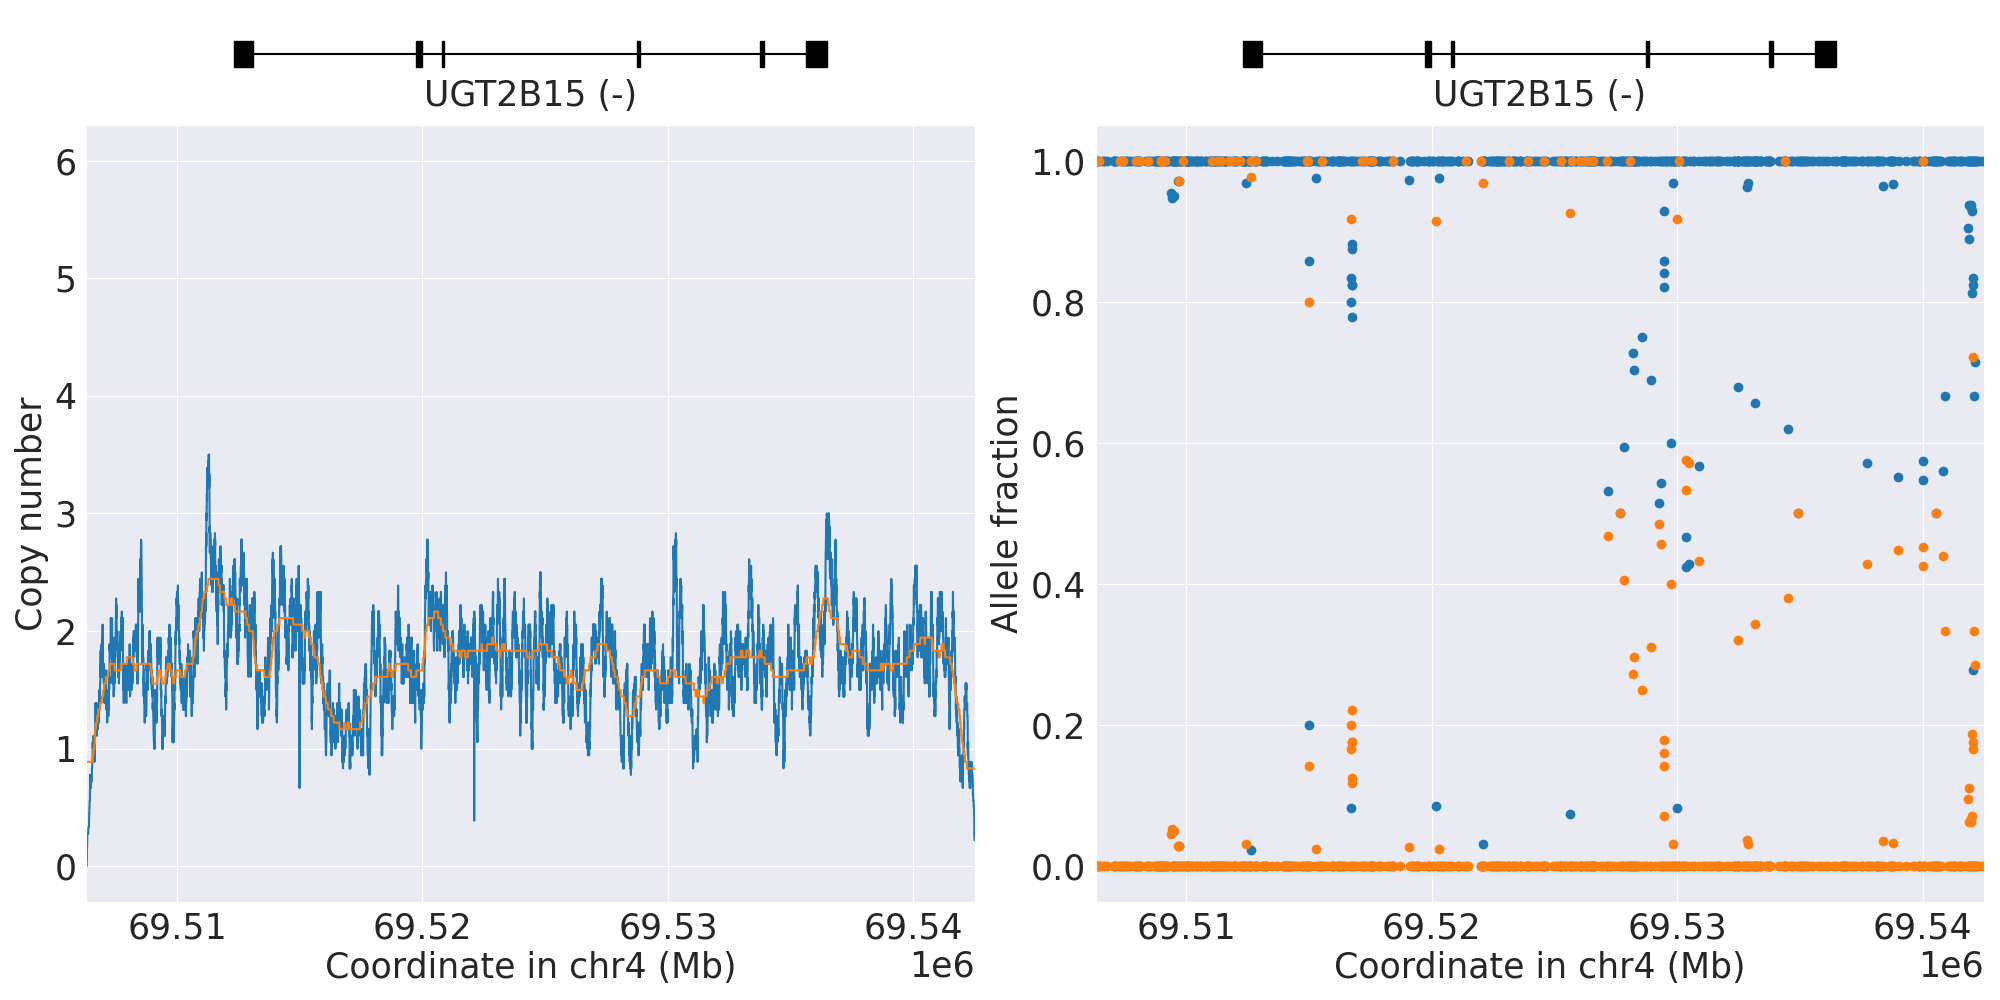 UGT2B15 (-)
6
5
4
3
2
1
0
Copy number
69.51 69.52 69.53 69.54
Coordinate in chr4 (Mb)
1e6
UGT2B15 (-)
1.0
0.8
0.6
0.4
0.2
0.0
Allele fraction
69.51 69.52 69.53 69.54
Coordinate in chr4 (Mb)
1e6